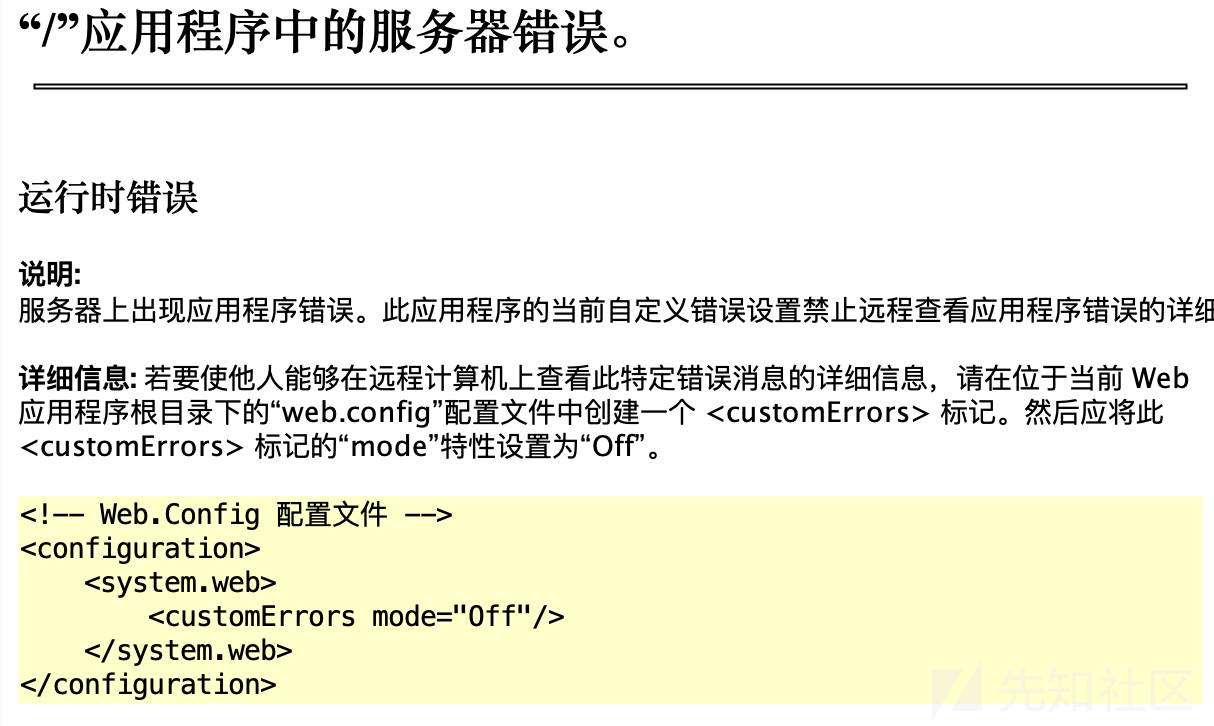 “/”应用程序中的服务器错误。
运行时错误
说明:
服务器上出现应用程序错误。此应用程序的当前自定义错误设置禁止远程查看应用程序错误的详细
详细信息: 若要使他人能够在远程计算机上查看此特定错误消息的详细信息，请在位于当前 Web
应用程序根目录下的“web.config”配置文件中创建一个 <customErrors> 标记。然后应将此
<customErrors> 标记的“mode”特性设置为“Off”。
<!-- Web.Config 配置文件 -->
<configuration>
    <system.web>
        <customErrors mode="Off"/>
    </system.web>
</configuration>
先知社区